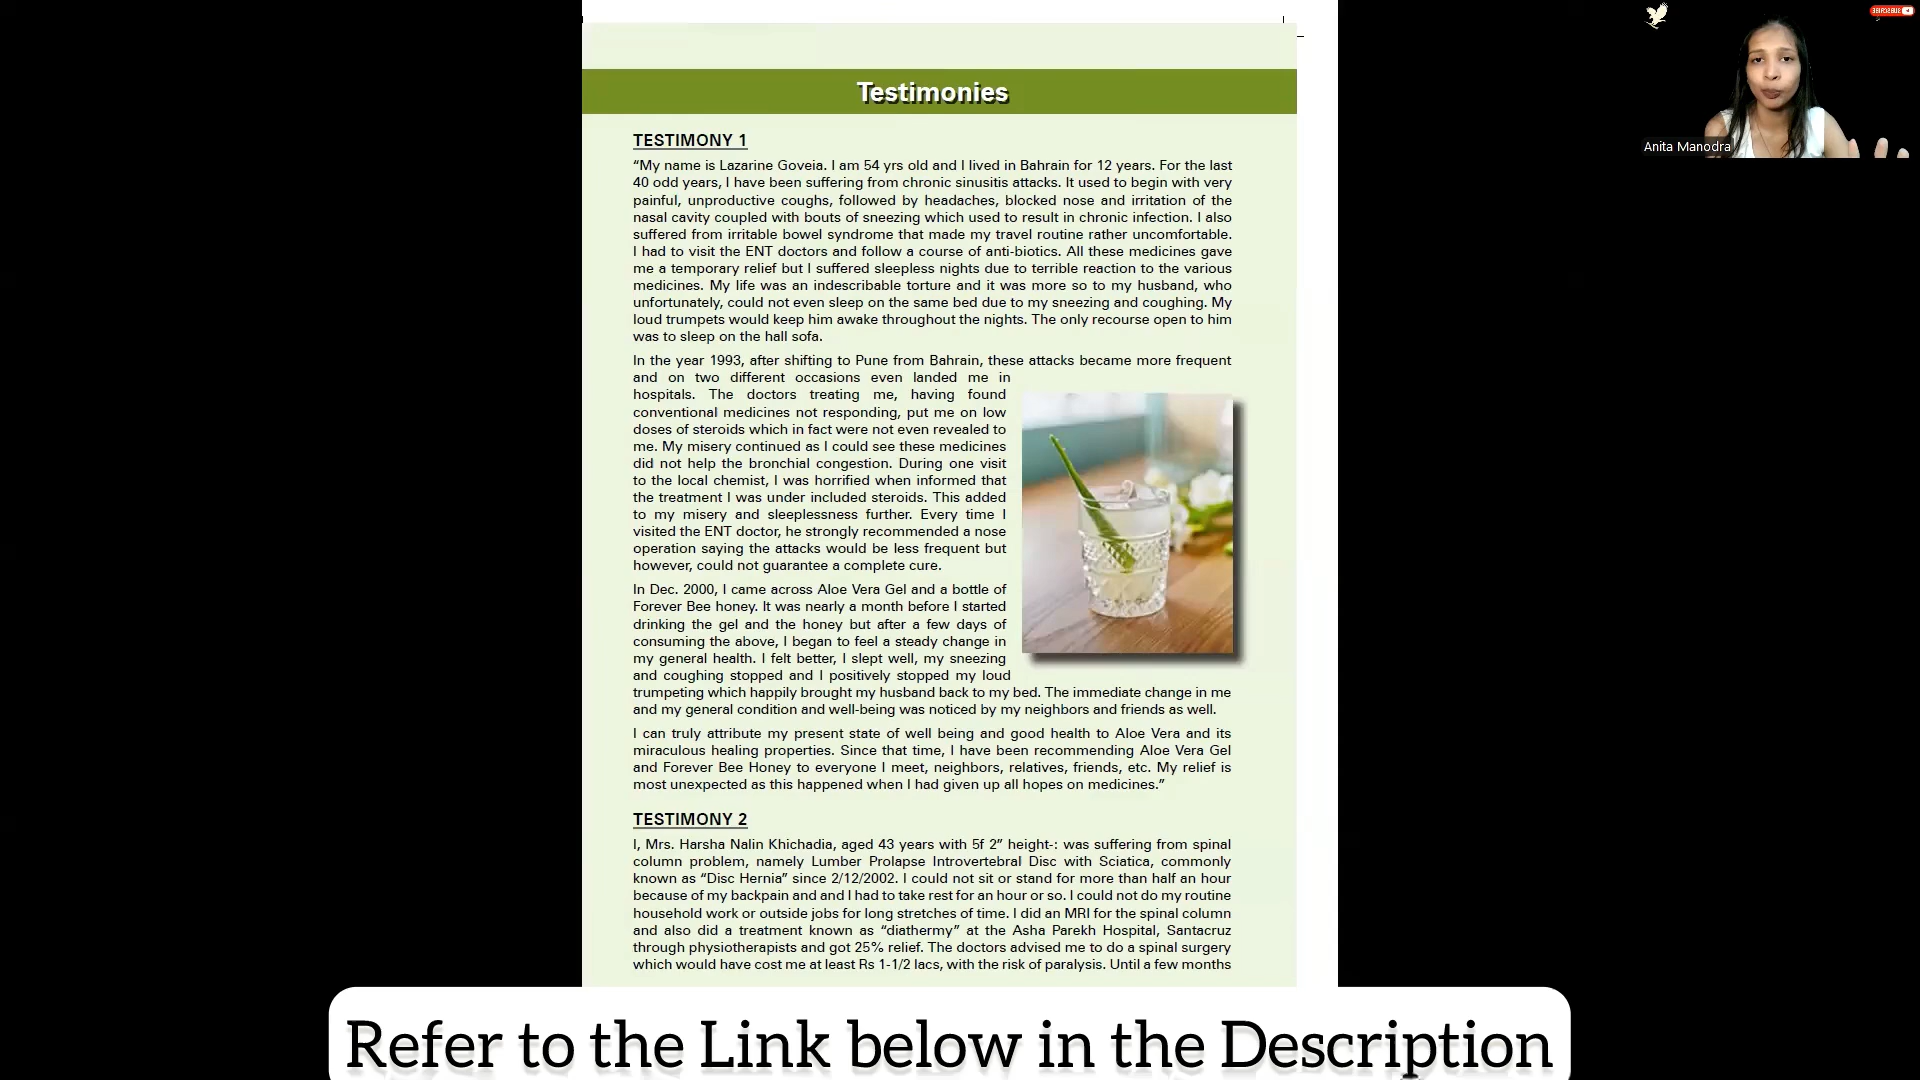 Testimonies
TESTIMONY 1
“My name is Lazarine Goveia. I am 54 yrs old and I lived in Bahrain for 12 years. For the last
40 odd years, I have been suffering from chronic sinusitis attacks. It used to begin with very
painful, unproductive coughs, followed by headaches, blocked nose and irritation of the
nasal cavity coupled with bouts of sneezing which used to result in chronic infection. I also
suffered from irritable bowel syndrome that made my travel routine rather uncomfortable.
I had to visit the ENT doctors and follow a course of anti-biotics. All these medicines gave
me a temporary relief but I suffered sleepless nights due to terrible reaction to the various
medicines. My life was an indescribable torture and it was more so to my husband, who
unfortunately, could not even sleep on the same bed due to my sneezing and coughing. My
loud trumpets would keep him awake throughout the nights. The only recourse open to him
was to sleep on the hall sofa.
In the year 1993, after shifting to Pune from Bahrain, these attacks became more frequent
and on two different occasions even landed me in
hospitals. The doctors treating me, having found
conventional medicines not responding, put me on low
doses of steroids which in fact were not even revealed to
me. My misery continued as I could see these medicines
did not help the bronchial congestion. During one visit
to the local chemist, I was horrified when informed that
the treatment I was under included steroids. This added
to my misery and sleeplessness further. Every time I
visited the ENT doctor, he strongly recommended a nose
operation saying the attacks would be less frequent but
however, could not guarantee a complete cure.
In Dec. 2000, I came across Aloe Vera Gel and a bottle of
Forever Bee honey. It was nearly a month before I started
drinking the gel and the honey but after a few days of
consuming the above, I began to feel a steady change in
my general health. I felt better, I slept well, my sneezing
and coughing stopped and I positively stopped my loud
trumpeting which happily brought my husband back to my bed. The immediate change in me
and my general condition and well-being was noticed by my neighbors and friends as well.
I can truly attribute my present state of well being and good health to Aloe Vera and its
miraculous healing properties. Since that time, I have been recommending Aloe Vera Gel
and Forever Bee Honey to everyone I meet, neighbors, relatives, friends, etc. My relief is
most unexpected as this happened when I had given up all hopes on medicines.”
TESTIMONY 2
I, Mrs. Harsha Nalin Khichadia, aged 43 years with 5f 2” height-: was suffering from spinal
column problem, namely Lumber Prolapse Introvertebral Disc with Sciatica, commonly
known as “Disc Hernia” since 2/12/2002. I could not sit or stand for more than half an hour
because of my backpain and and I had to take rest for an hour or so. I could not do my routine
household work or outside jobs for long stretches of time. I did an MRI for the spinal column
and also did a treatment known as “diathermy” at the Asha Parekh Hospital, Santacruz
through physiotherapists and got 25% relief. The doctors advised me to do a spinal surgery
which would have cost me at least Rs 1-1/2 lacs, with the risk of paralysis. Until a few months
Anita Manodra
Refer to the Link below in the Description